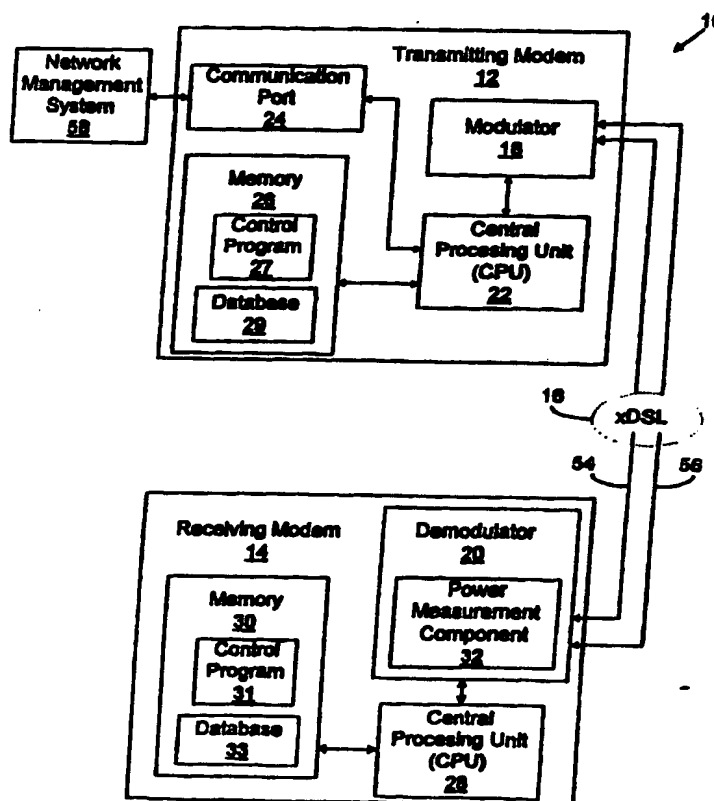 10
Network
Management
System
58
Transmitting Modem
12
Communication
Port
24
Modulator
18
Memory
26
Control
Program
27
Database
29
Central
Procesing Unit
(CPU)
22
16
xDSL
54
56
Receiving Modem
14
Demodulator
20
Power
Measurement
Component
32
Memory
30
Control
Program
31
Database
33
Central
Procesing Unit
(CPU)
28